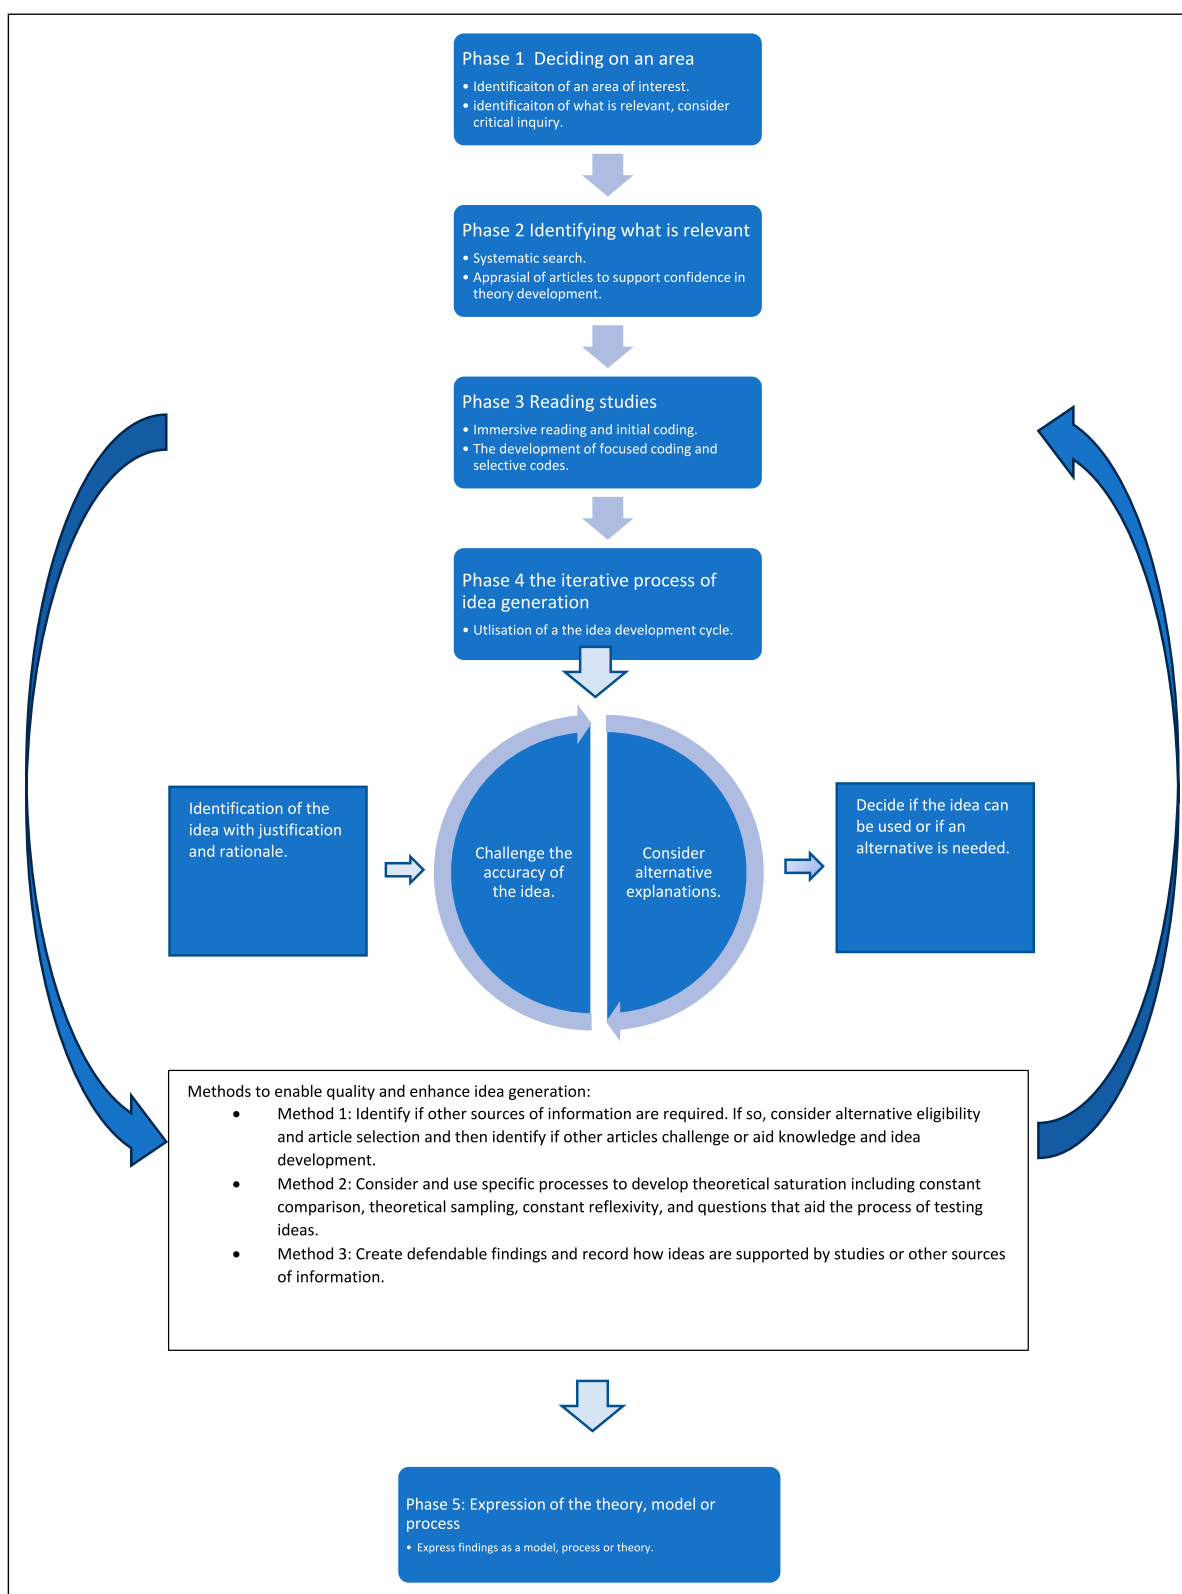 Phase 1  Deciding on an area
• Identificaiton of an area of interest.
• identificaiton of what is relevant, consider
critical inquiry.
Phase 2 Identifying what is relevant
• Systematic search.
• Apprasial of articles to support confidence in
theory development.
Phase 3 Reading studies
• Immersive reading and initial coding.
• The development of focused coding and
selective codes.
Phase 4 the iterative process of
idea generation
• Utlisation of a the idea development cycle.
Identification of the
idea with justification
and rationale.
Challenge the
accuracy of
the idea.
Consider
alternative
explanations.
Decide if the idea can
be used or if an
alternative is needed.
Methods to enable quality and enhance idea generation:
• Method 1: Identify if other sources of information are required. If so, consider alternative eligibility
and article selection and then identify if other articles challenge or aid knowledge and idea
development.
• Method 2: Consider and use specific processes to develop theoretical saturation including constant
comparison, theoretical sampling, constant reflexivity, and questions that aid the process of testing
ideas.
• Method 3: Create defendable findings and record how ideas are supported by studies or other sources
of information.
Phase 5: Expression of the theory, model or
process
• Express findings as a model, process or theory.